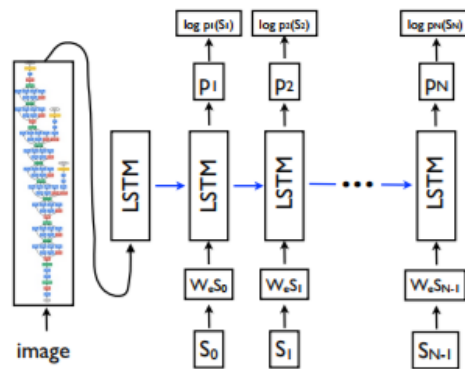 log p1(S1) log p2(S2) log pN(SN)
p1 p2 pN
LSTM LSTM LSTM ... LSTM
WeS0 WeS1 WeSN-1
image S0 S1 SN-1